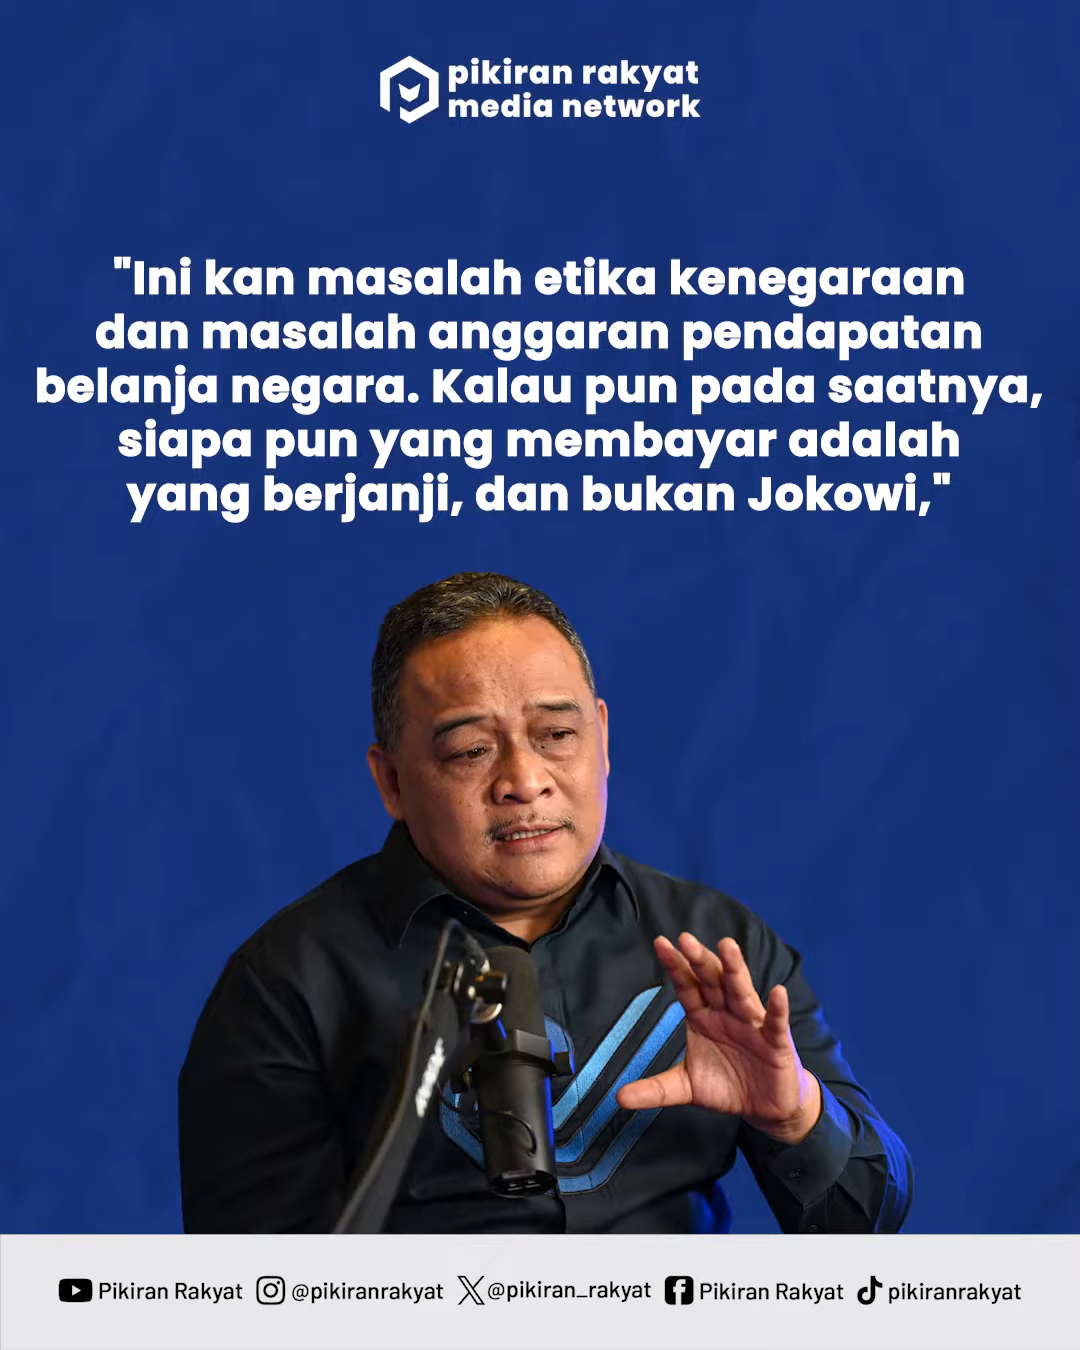 pikiran rakyat
media network
"Ini kan masalah etika kenegaraan
dan masalah anggaran pendapatan
belanja negara. Kalau pun pada saatnya,
siapa pun yang membayar adalah
yang berjanji, dan bukan Jokowi,"
Pikiran Rakyat @pikiranrakyat @pikiran_rakyat Pikiran Rakyat pikiranrakyat